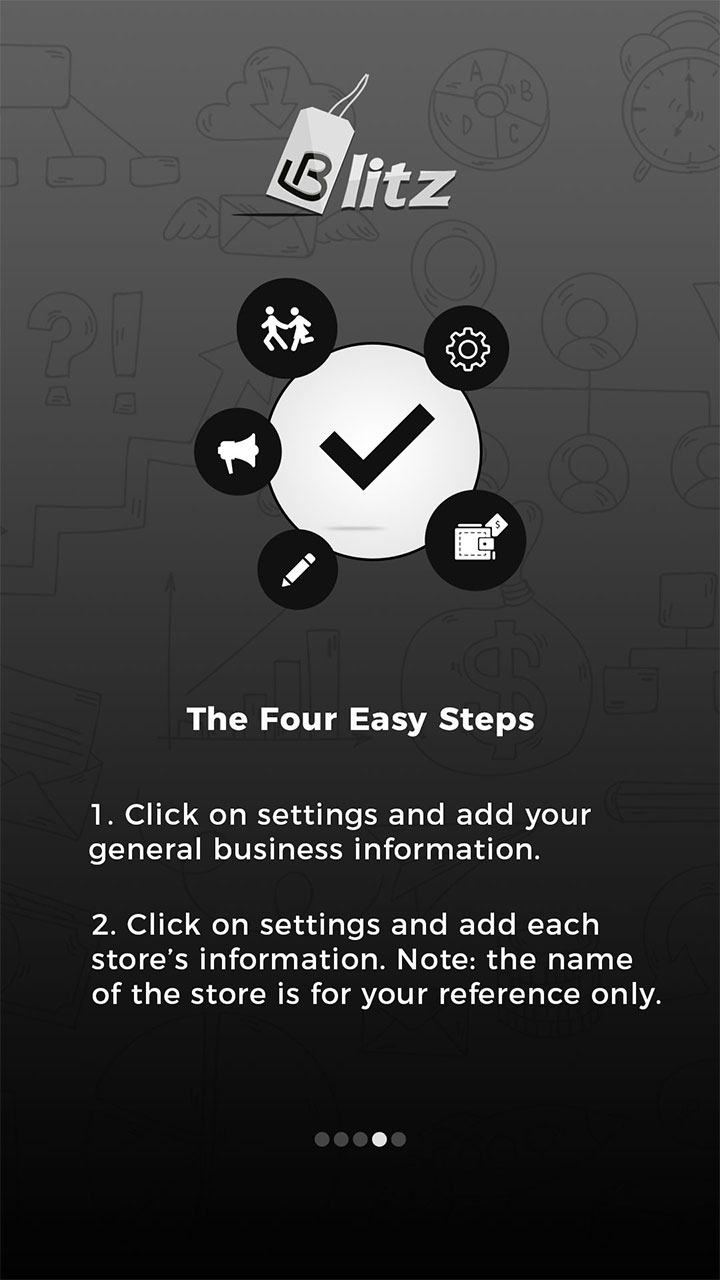 Blitz
A
B
D
C
$
$
The Four Easy Steps
1. Click on settings and add your
general business information.
2. Click on settings and add each
store’s information. Note: the name
of the store is for your reference only.